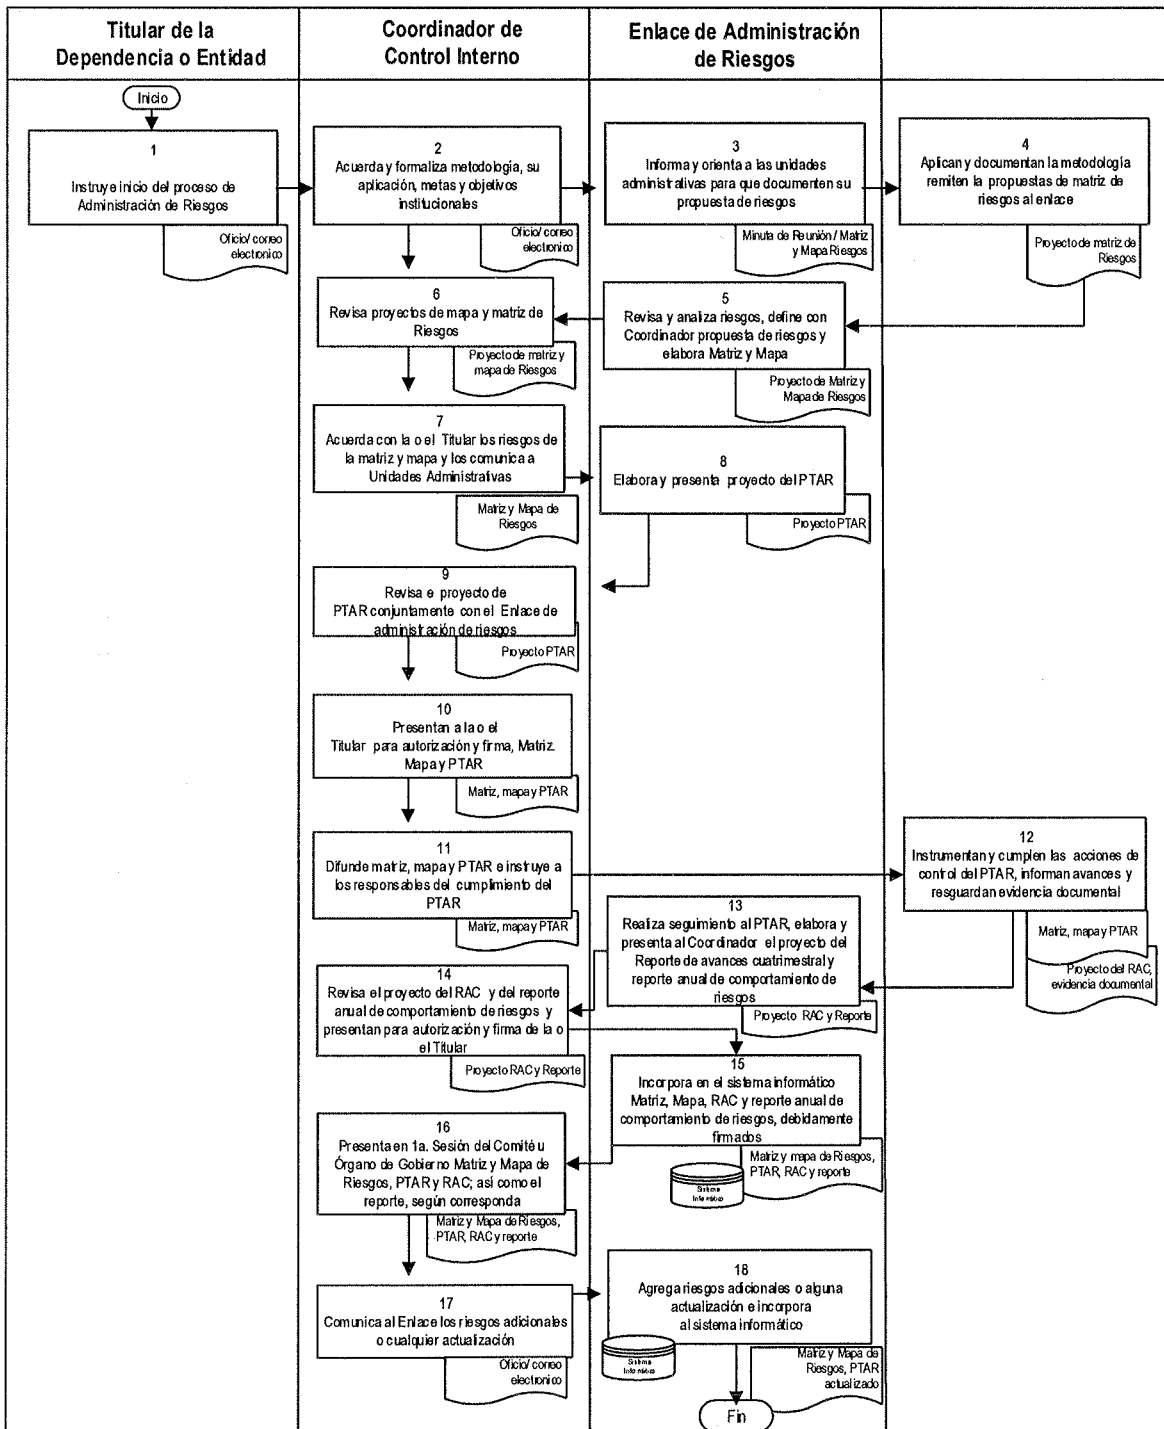 Titular de la
Dependencia o Entidad
Coordinador de
Control Interno
Enlace de Administración
de Riesgos
Inicio
1
Instruye inicio del proceso de
Administración de Riesgos
Oficio/ correo
electronico
2
Acuerda y formaliza metodologia, su
aplicación, metas y objetivos
institucionales
Oficio/ correo
electronico
3
Informa y orienta a las unidades
administrativas para que documenten su
propuesta de riesgos
Minuta de Reunión / Matriz
y Mapa Riesgos
4
Aplican y documentan la metodología
remiten la propuestas de matriz de
riesgos al enlace
Proyecto de matriz de
Riesgos
5
Revisa y analiza riesgos, define con
Coordinador propuesta de riesgos y
elabora Matriz y Mapa
Proyecto de Matriz y
Mapa de Riesgos
6
Revisa proyectos de mapa y matriz de
Riesgos
Proyecto de matriz y
mapa de Riesgos
7
Acuerda con la o el Titular los riesgos de
la matriz y mapa y los comunica a
Unidades Administrativas
Matriz y Mapa de
Riesgos
8
Elabora y presenta proyecto del PTAR
Proyecto PTAR
9
Revisa e proyecto de
PTAR conjuntamente con el Enlace de
administración de riesgos
Proyecto PTAR
10
Presentan a la o el
Titular para autorización y firma, Matriz.
Mapa y PTAR
Matriz, mapa y PTAR
11
Difunde matriz, mapa y PTAR e instruye a
los responsables del cumplimiento del
PTAR
Matriz, mapa y PTAR
12
Instrumentan y cumplen las acciones de
control del PTAR, informan avances y
resguardan evidencia documental
Matriz, mapa y PTAR
Proyecto del RAC,
evidencia documental
13
Realiza seguimiento al PTAR, elabora y
presenta al Coordinador el proyecto del
Reporte de avances cuatrimestral y
reporte anual de comportamiento de
riesgos
Proyecto RAC y Reporte
14
Revisa el proyecto del RAC y del reporte
anual de comportamiento de riesgos y
presentan para autorización y firma de la o
el Titular
Proyecto RAC y Reporte
15
Incorpora en el sistema informático
Matriz, Mapa, RAC y reporte anual de
comportamiento de riesgos, debidamente
firmados
Matriz y mapa de Riesgos,
PTAR, RAC y reporte
Sistema
Informático
16
Presenta en 1a. Sesión del Comité u
Órgano de Gobierno Matriz y Mapa de
Riesgos, PTAR y RAC; así como el
reporte, según corresponda
Matriz y Mapa de Riesgos,
PTAR, RAC y reporte
17
Comunica al Enlace los riesgos adicionales
o cualquier actualización
Oficio/ correo
electronico
18
Agrega riesgos adicionales o alguna
actualización e incorpora
al sistema informático
Sistema
Informático
Matriz y Mapa de
Riesgos, PTAR
actualizado
Fin